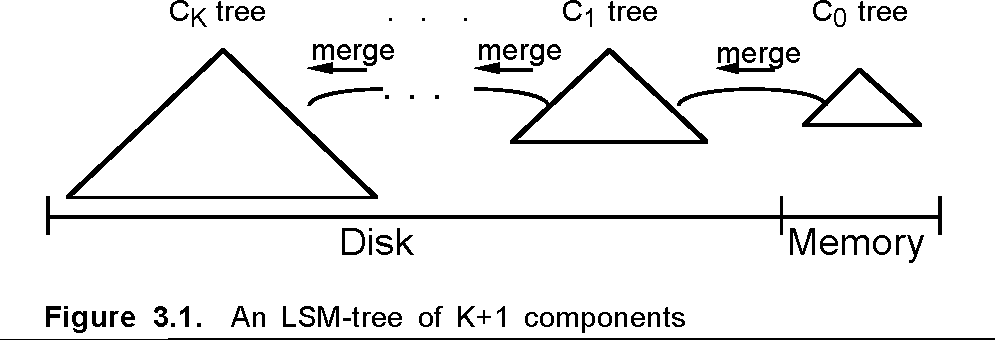 C_K tree . . . C_1 tree C_0 tree
merge merge merge
. . .
Disk Memory
Figure 3.1. An LSM-tree of K+1 components